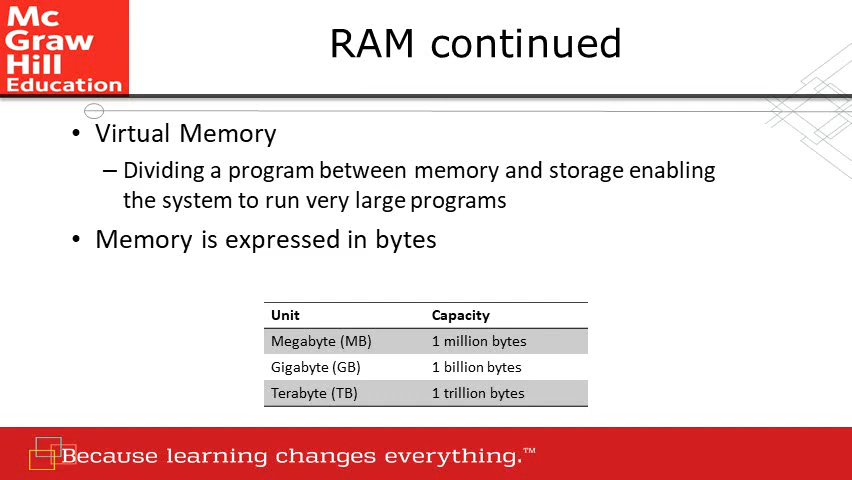 Mc
Graw
Hill
Education
RAM continued
• Virtual Memory
– Dividing a program between memory and storage enabling
the system to run very large programs
• Memory is expressed in bytes
Unit Capacity
Megabyte (MB) 1 million bytes
Gigabyte (GB) 1 billion bytes
Terabyte (TB) 1 trillion bytes
Because learning changes everything.™